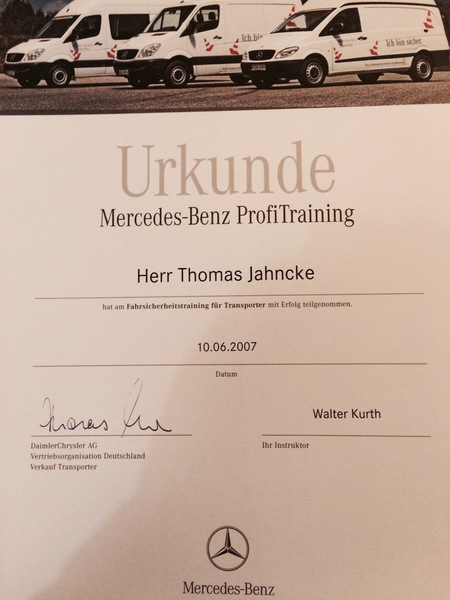 Ich bin
Ich bin sicher.
Urkunde
Mercedes-Benz ProfiTraining
Herr Thomas Jahncke
hat am Fahrsicherheitstraining für Transporter mit Erfolg teilgenommen.
10.06.2007
Datum
Thomas
Walter Kurth
DaimlerChrysler AG
Vertriebsorganisation Deutschland
Verkauf Transporter
Ihr Instruktor
Mercedes-Benz